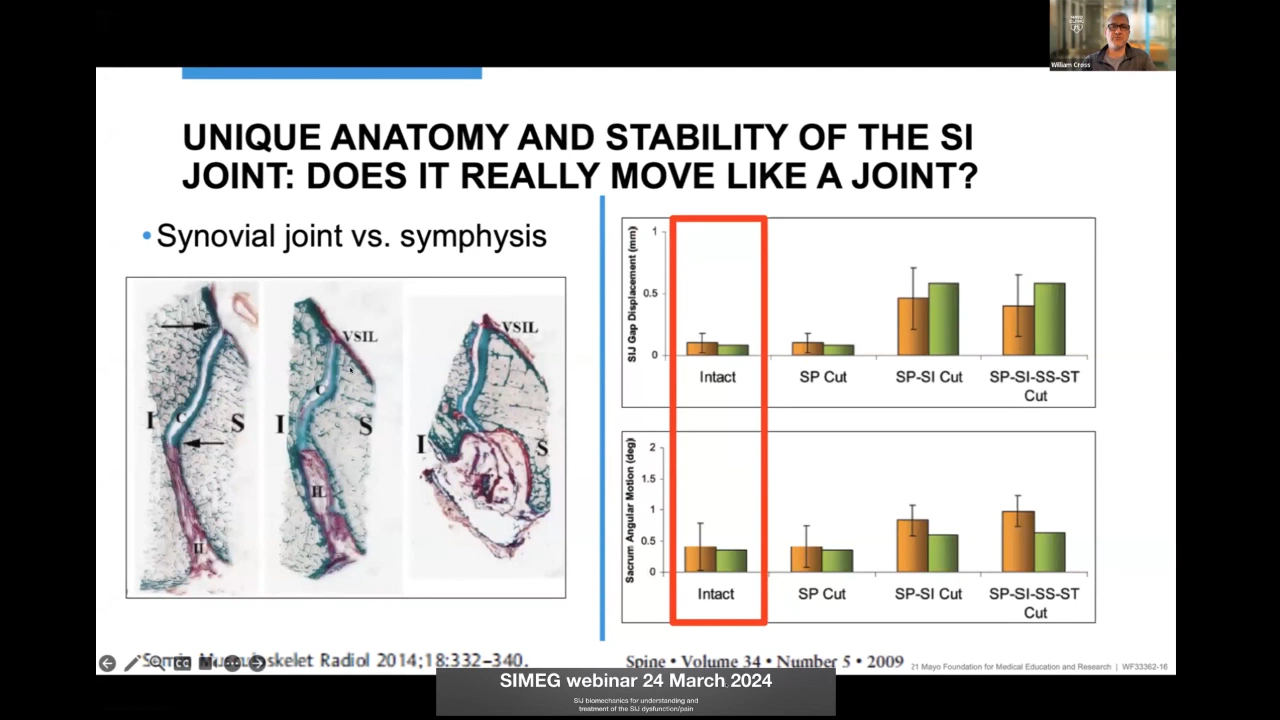 MAYO
CLINIC
William Cross
UNIQUE ANATOMY AND STABILITY OF THE SI
JOINT: DOES IT REALLY MOVE LIKE A JOINT?
•Synovial joint vs. symphysis
VSIL
C
I
S
IL
VSIL
C
I
S
IL
VSIL
I
S
SIJ Gap Displacement (mm)
1
0.5
0
Intact
SP Cut
SP-SI Cut
SP-SI-SS-ST
Cut
Sacrum Angular Motion (deg)
2
1.5
1
0.5
0
Intact
SP Cut
SP-SI Cut
SP-SI-SS-ST
Cut
skelet Radiol 2014;18:332–340.
Spine • Volume 34 • Number 5 • 2009
21 Mayo Foundation for Medical Education and Research | WF33362-16
SIMEG webinar 24 March 2024
SIJ biomechanics for understanding and
treatment of the SIJ dysfunction/pain